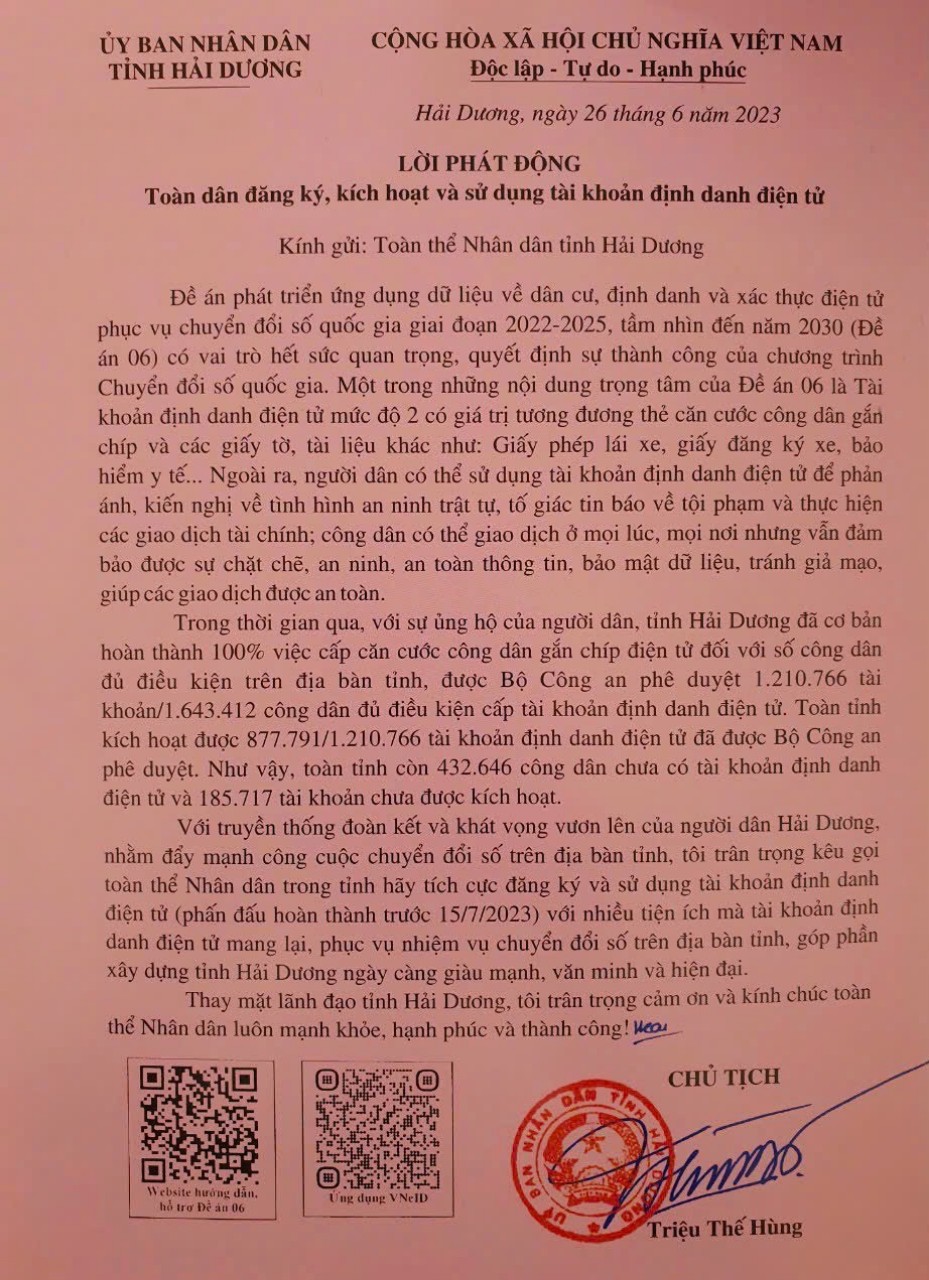 ỦY BAN NHÂN DÂN
TỈNH HẢI DƯƠNG
CỘNG HÒA XÃ HỘI CHỦ NGHĨA VIỆT NAM
Độc lập - Tự do - Hạnh phúc
Hải Dương, ngày 26 tháng 6 năm 2023
LỜI PHÁT ĐỘNG
Toàn dân đăng ký, kích hoạt và sử dụng tài khoản định danh điện tử
Kính gửi: Toàn thể Nhân dân tỉnh Hải Dương
Đề án phát triển ứng dụng dữ liệu về dân cư, định danh và xác thực điện tử
phục vụ chuyển đổi số quốc gia giai đoạn 2022-2025, tầm nhìn đến năm 2030 (Đề
án 06) có vai trò hết sức quan trọng, quyết định sự thành công của chương trình
Chuyển đổi số quốc gia. Một trong những nội dung trọng tâm của Đề án 06 là Tài
khoản định danh điện tử mức độ 2 có giá trị tương đương thẻ căn cước công dân gắn
chíp và các giấy tờ, tài liệu khác như: Giấy phép lái xe, giấy đăng ký xe, bảo
hiểm y tế... Ngoài ra, người dân có thể sử dụng tài khoản định danh điện tử để phản
ánh, kiến nghị về tình hình an ninh trật tự, tố giác tin báo về tội phạm và thực hiện
các giao dịch tài chính; công dân có thể giao dịch ở mọi lúc, mọi nơi nhưng vẫn đảm
bảo được sự chặt chẽ, an ninh, an toàn thông tin, bảo mật dữ liệu, tránh giả mạo,
giúp các giao dịch được an toàn.
Trong thời gian qua, với sự ủng hộ của người dân, tỉnh Hải Dương đã cơ bản
hoàn thành 100% việc cấp căn cước công dân gắn chíp điện tử đối với số công dân
đủ điều kiện trên địa bàn tỉnh, được Bộ Công an phê duyệt 1.210.766 tài
khoản/1.643.412 công dân đủ điều kiện cấp tài khoản định danh điện tử. Toàn tỉnh
kích hoạt được 877.791/1.210.766 tài khoản định danh điện tử đã được Bộ Công an
phê duyệt. Như vậy, toàn tỉnh còn 432.646 công dân chưa có tài khoản định danh
điện tử và 185.717 tài khoản chưa được kích hoạt.
Với truyền thống đoàn kết và khát vọng vươn lên của người dân Hải Dương,
nhằm đẩy mạnh công cuộc chuyển đổi số trên địa bàn tỉnh, tôi trân trọng kêu gọi
toàn thể Nhân dân trong tỉnh hãy tích cực đăng ký và sử dụng tài khoản định danh
điện tử (phấn đấu hoàn thành trước 15/7/2023) với nhiều tiện ích mà tài khoản định
danh điện tử mang lại, phục vụ nhiệm vụ chuyển đổi số trên địa bàn tỉnh, góp phần
xây dựng tỉnh Hải Dương ngày càng giàu mạnh, văn minh và hiện đại.
Thay mặt lãnh đạo tỉnh Hải Dương, tôi trân trọng cảm ơn và kính chúc toàn
thể Nhân dân luôn mạnh khỏe, hạnh phúc và thành công!
Website hướng dẫn,
hỗ trợ Đề án 06
Ứng dụng VNeID
CHỦ TỊCH
ỦY BAN NHÂN DÂN TỈNH HẢI DƯƠNG
Triệu Thế Hùng